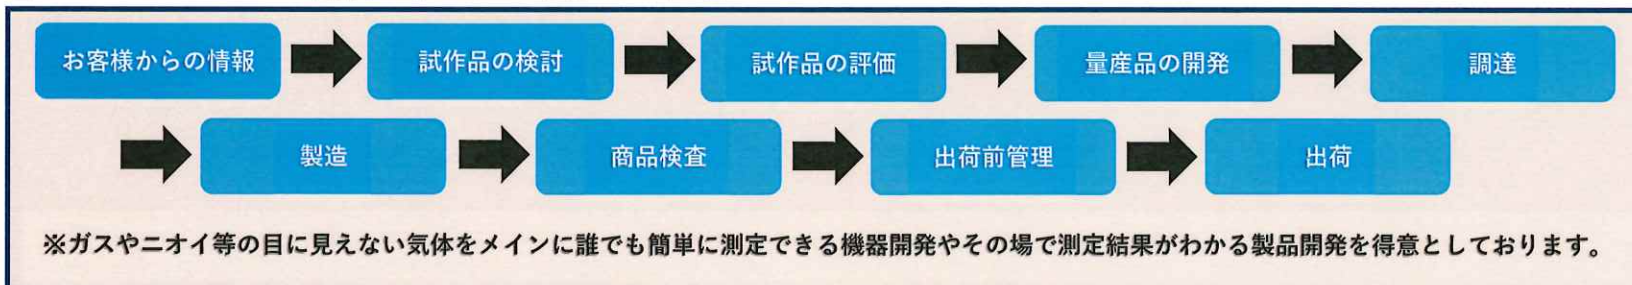 お客様からの情報
試作品の検討
試作品の評価
量産品の開発
調達
製造
商品検査
出荷前管理
出荷
※ガスやニオイ等の目に見えない気体をメインに誰でも簡単に測定できる機器開発やその場で測定結果がわかる製品開発を得意としております。